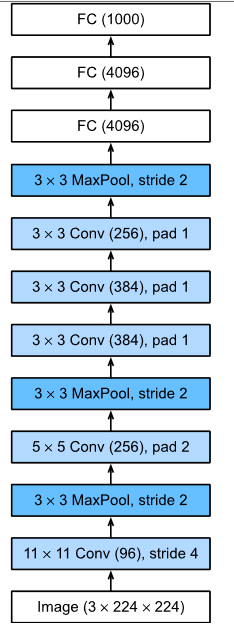 FC (1000)
FC (4096)
FC (4096)
3 × 3 MaxPool, stride 2
3 × 3 Conv (256), pad 1
3 × 3 Conv (384), pad 1
3 × 3 Conv (384), pad 1
3 × 3 MaxPool, stride 2
5 × 5 Conv (256), pad 2
3 × 3 MaxPool, stride 2
11 × 11 Conv (96), stride 4
Image (3 × 224 × 224)